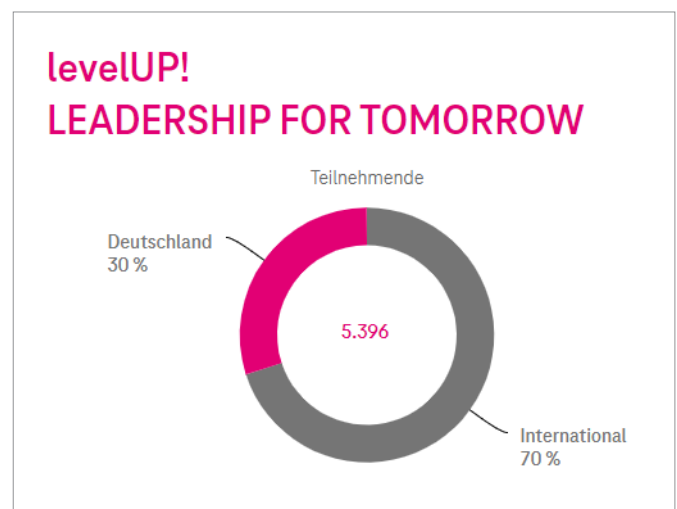 levelUP!
LEADERSHIP FOR TOMORROW
Teilnehmende
Deutschland
30 %
5.396
International
70 %